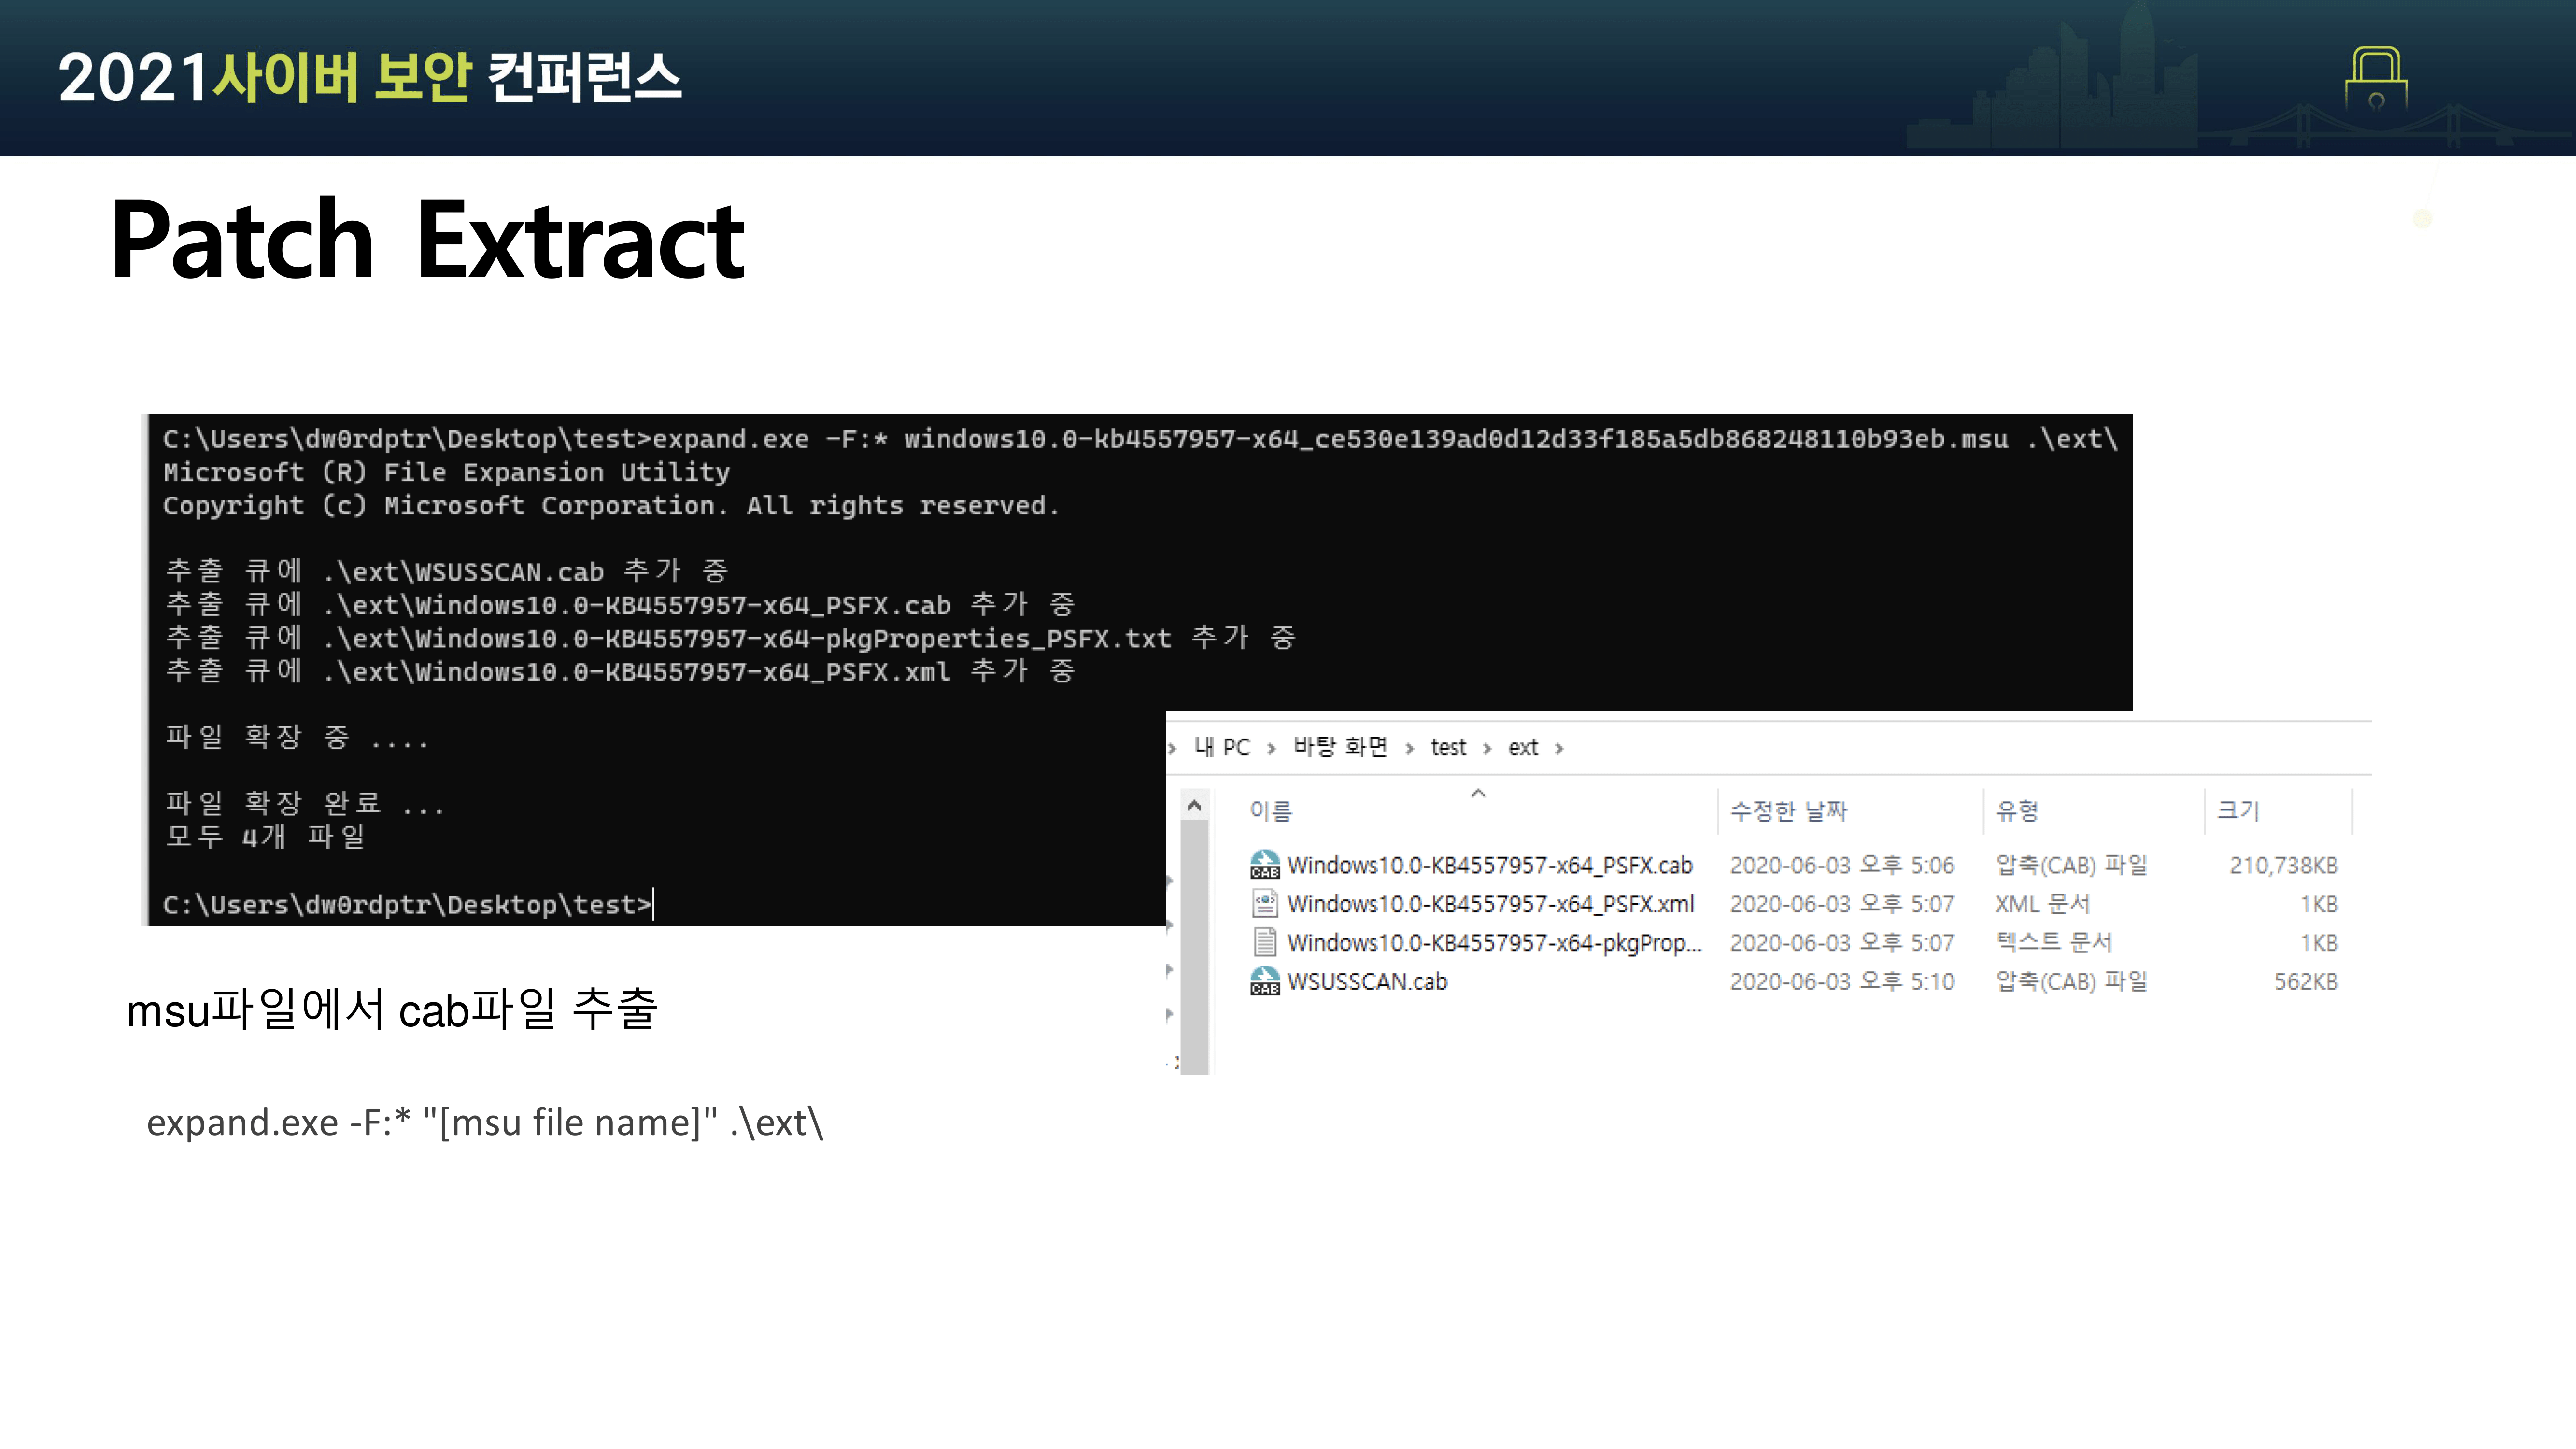 2021사이버 보안 컨퍼런스
Patch Extract
C:\Users\dw0rdptr\Desktop\test>expand.exe -F:* windows10.0-kb4557957-x64_ce530e139ad0d12d33f185a5db868248110b93eb.msu .\ext\
Microsoft (R) File Expansion Utility
Copyright (c) Microsoft Corporation. All rights reserved.
추출 큐에 .\ext\WSUSSCAN.cab 추가 중
추출 큐에 .\ext\Windows10.0-KB4557957-x64_PSFX.cab 추가 중
추출 큐에 .\ext\Windows10.0-KB4557957-x64-pkgProperties_PSFX.txt 추가 중
추출 큐에 .\ext\Windows10.0-KB4557957-x64_PSFX.xml 추가 중
파일 확장 중 ....
파일 확장 완료 ...
모두 4개 파일
C:\Users\dw0rdptr\Desktop\test>
› 내 PC › 바탕 화면 › test › ext ›
이름 수정한 날짜 유형 크기
Windows10.0-KB4557957-x64_PSFX.cab 2020-06-03 오후 5:06 압축(CAB) 파일 210,738KB
Windows10.0-KB4557957-x64_PSFX.xml 2020-06-03 오후 5:07 XML 문서 1KB
Windows10.0-KB4557957-x64-pkgProp... 2020-06-03 오후 5:07 텍스트 문서 1KB
WSUSSCAN.cab 2020-06-03 오후 5:10 압축(CAB) 파일 562KB
msu파일에서 cab파일 추출
expand.exe -F:* "[msu file name]" .\ext\